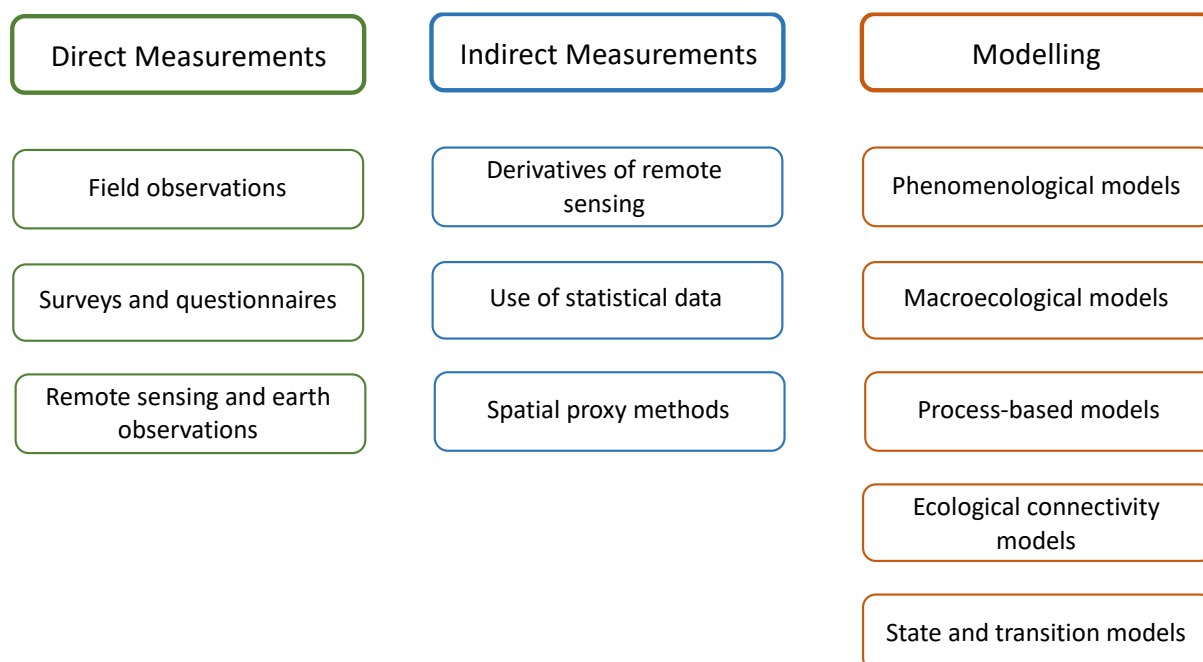 Direct Measurements
Indirect Measurements
Modelling
Field observations
Derivatives of remote
sensing
Phenomenological models
Surveys and questionnaires
Use of statistical data
Macroecological models
Remote sensing and earth
observations
Spatial proxy methods
Process-based models
Ecological connectivity
models
State and transition models